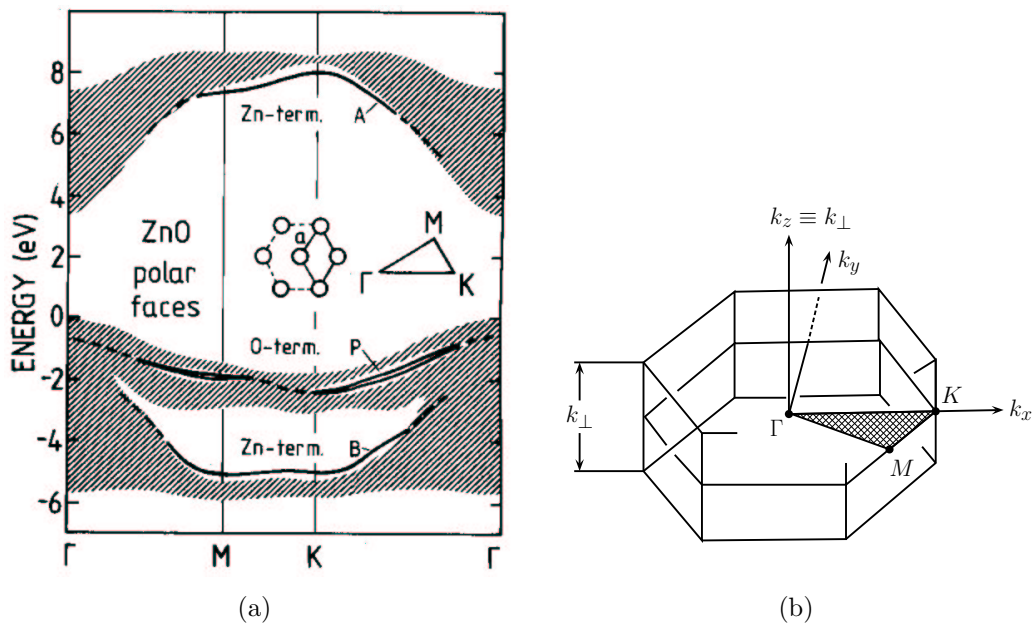 ENERGY (eV)
8
6
4
2
0
-2
-4
-6
Zn-term. A
ZnO
polar
faces
a
M
Γ K
O-term. P
Zn-term. B
Γ M K Γ
(a)
k_z ≡ k_⊥
k_y
k_⊥
Γ
K
k_x
M
(b)